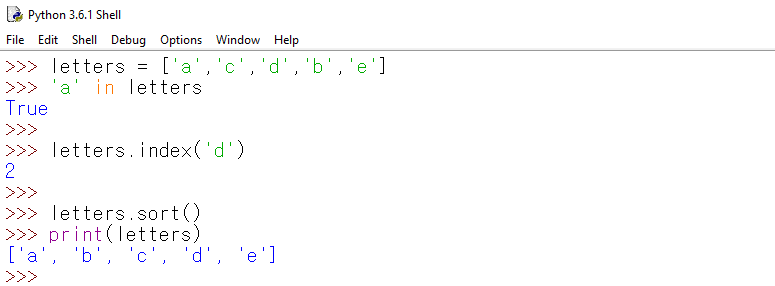 Python 3.6.1 Shell
File Edit Shell Debug Options Window Help
>>> letters = ['a','c','d','b','e']
>>> 'a' in letters
True
>>>
>>> letters.index('d')
2
>>>
>>> letters.sort()
>>> print(letters)
['a', 'b', 'c', 'd', 'e']
>>>